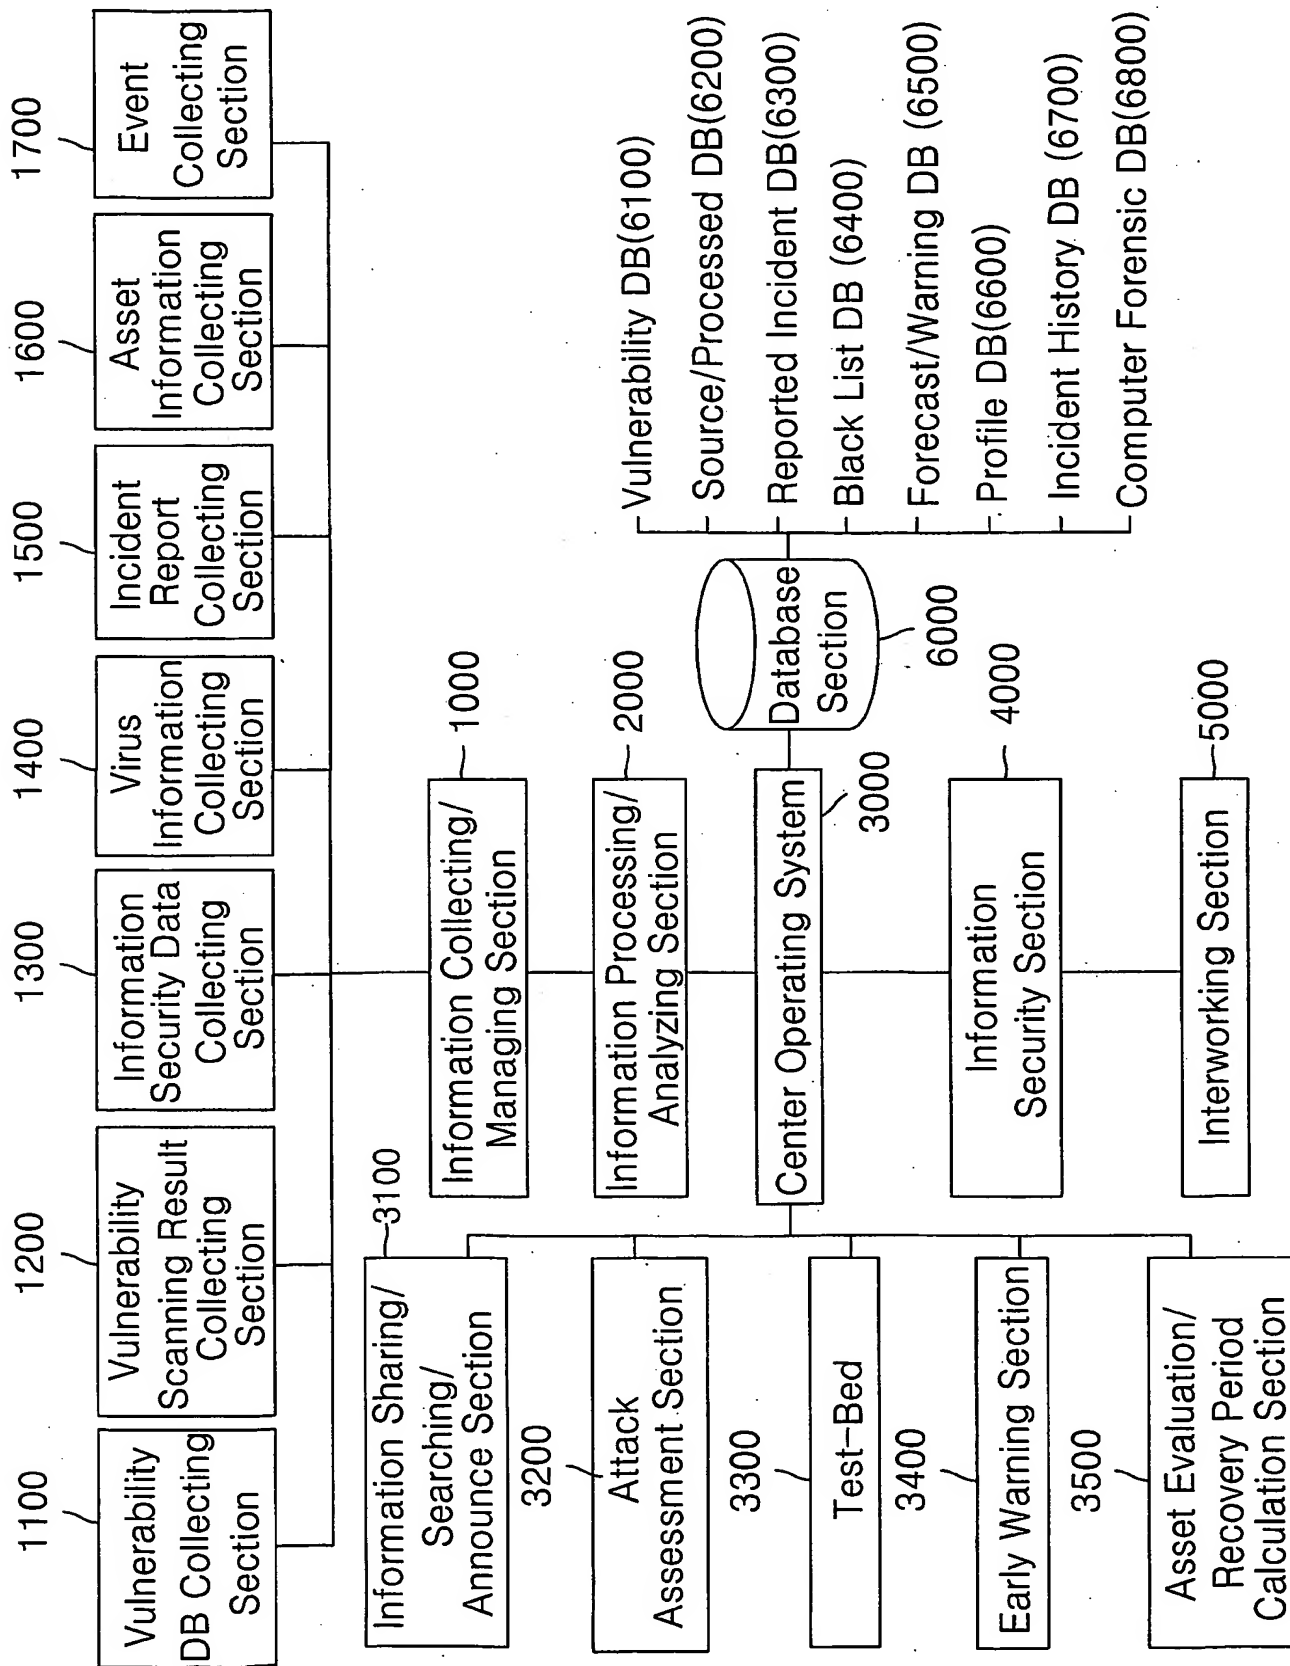 1100
1200
1300
1400
1500
1600
1700
Vulnerability
DB Collecting
Section
Vulnerability
Scanning Result
Collecting
Section
Information
Security Data
Collecting
Section
Virus
Information
Collecting
Section
Incident
Report
Collecting
Section
Asset
Information
Collecting
Section
Event
Collecting
Section
Information Collecting/
Managing Section
1000
Information Processing/
Analyzing Section
2000
Center Operating System
3000
Information
Security Section
4000
Interworking Section
5000
Database
Section
6000
Vulnerability DB(6100)
Source/Processed DB(6200)
Reported Incident DB(6300)
Black List DB (6400)
Forecast/Warning DB (6500)
Profile DB(6600)
Incident History DB (6700)
Computer Forensic DB(6800)
3100
Information Sharing/
Searching/
Announce Section
3200
Attack
Assessment Section
3300
Test-Bed
3400
Early Warning Section
3500
Asset Evaluation/
Recovery Period
Calculation Section